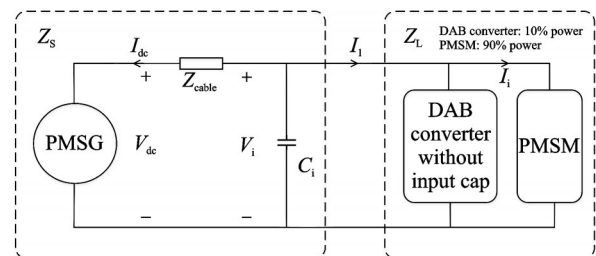 Z_S
I_dc
I_1
Z_L
DAB converter: 10% power
PMSM: 90% power
+
+
Z_cable
I_i
PMSG
V_dc
V_i
C_i
DAB
converter
without
input cap
PMSM
−
−